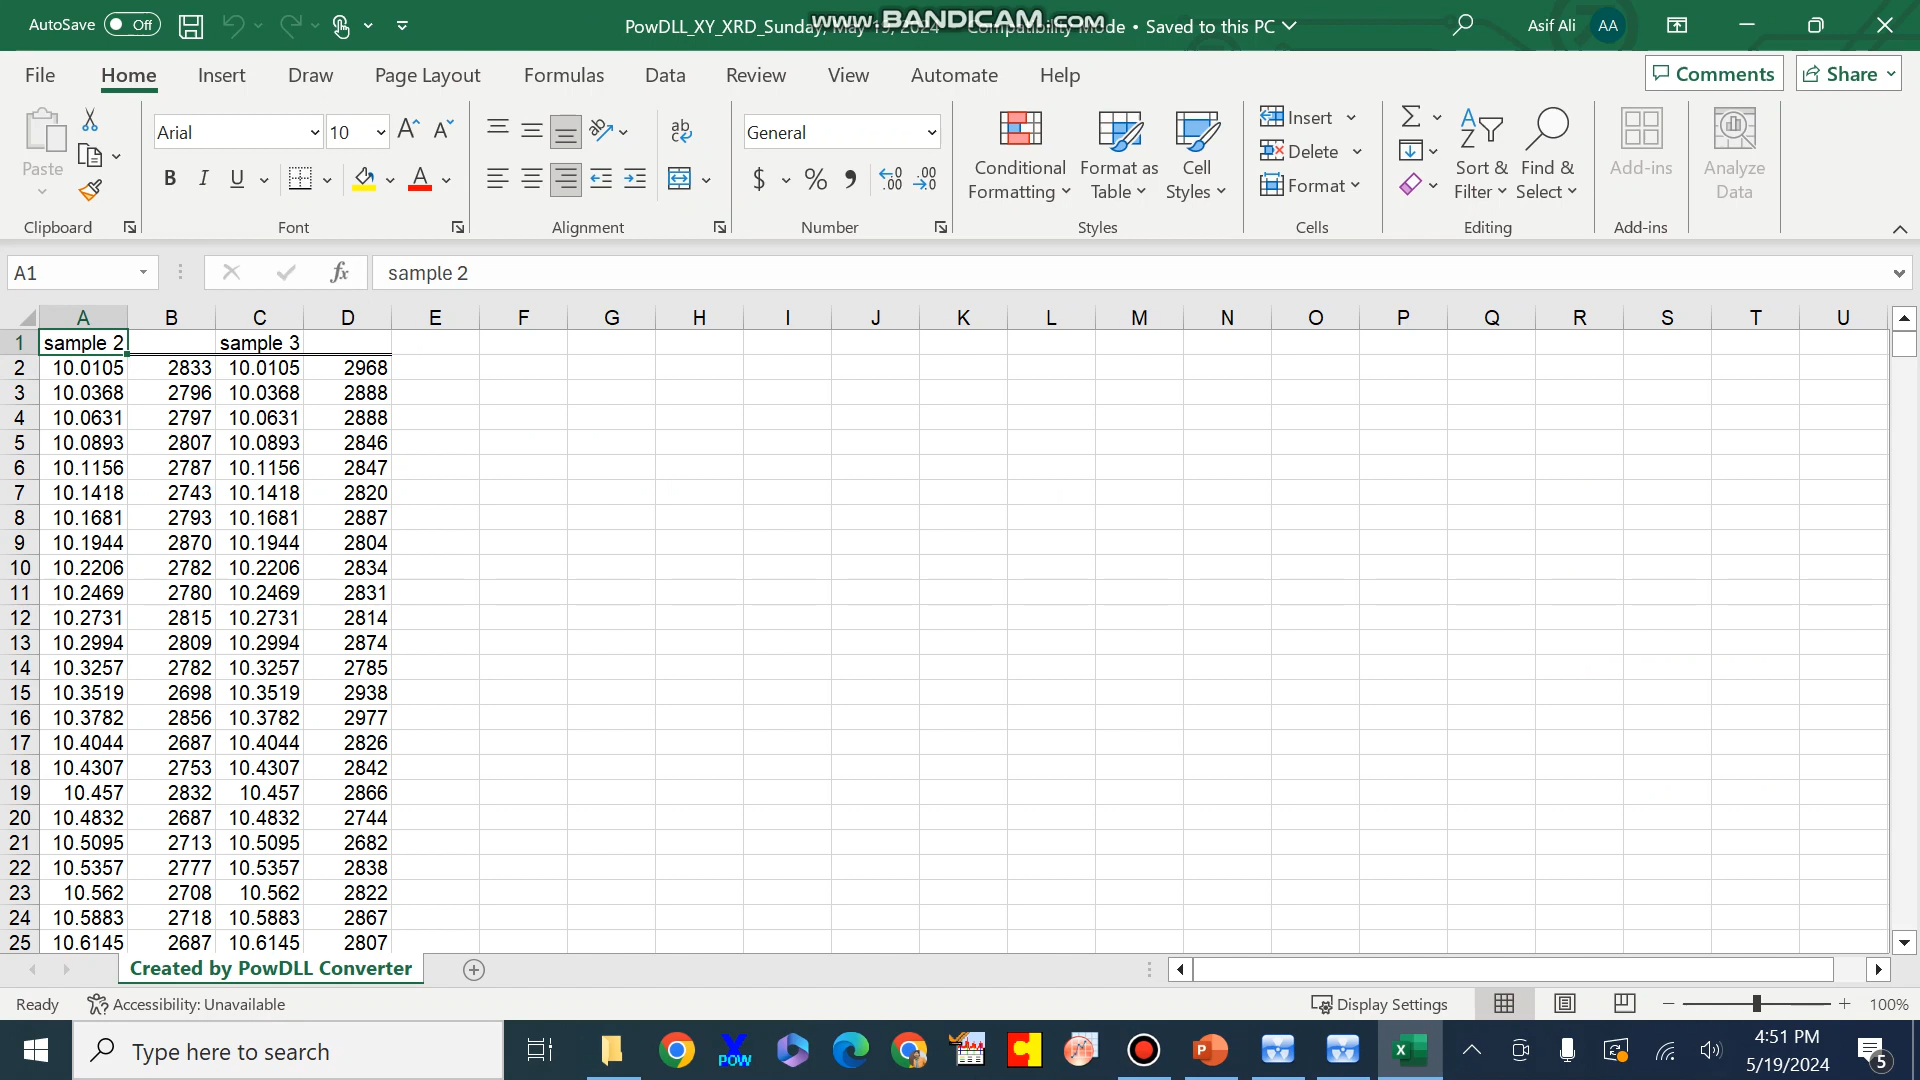 AutoSave Off
PowDLL_XY_XRD_Sunday, May 19, 2024 - Compatibility Mode • Saved to this PC
www.BANDICAM.com
Asif Ali AA
File Home Insert Draw Page Layout Formulas Data Review View Automate Help
Comments Share
Paste
Clipboard
Arial 10
B I U A
Font
ab
Alignment
General
$ % 9 .00
Number
Conditional Formatting
Format as Table
Cell Styles
Styles
Insert
Delete
Format
Cells
Sort & Filter
Find & Select
Editing
Add-ins
Add-ins
Analyze Data
A1 fx sample 2
A B C D E F G H I J K L M N O P Q R S T U
1 sample 2 sample 3
2 10.0105 2833 10.0105 2968
3 10.0368 2796 10.0368 2888
4 10.0631 2797 10.0631 2888
5 10.0893 2807 10.0893 2846
6 10.1156 2787 10.1156 2847
7 10.1418 2743 10.1418 2820
8 10.1681 2793 10.1681 2887
9 10.1944 2870 10.1944 2804
10 10.2206 2782 10.2206 2834
11 10.2469 2780 10.2469 2831
12 10.2731 2815 10.2731 2814
13 10.2994 2809 10.2994 2874
14 10.3257 2782 10.3257 2785
15 10.3519 2698 10.3519 2938
16 10.3782 2856 10.3782 2977
17 10.4044 2687 10.4044 2826
18 10.4307 2753 10.4307 2842
19 10.457 2832 10.457 2866
20 10.4832 2687 10.4832 2744
21 10.5095 2713 10.5095 2682
22 10.5357 2777 10.5357 2838
23 10.562 2708 10.562 2822
24 10.5883 2718 10.5883 2867
25 10.6145 2687 10.6145 2807
Created by PowDLL Converter
Ready Accessibility: Unavailable Display Settings 100%
Type here to search
POW
4:51 PM
5/19/2024
5